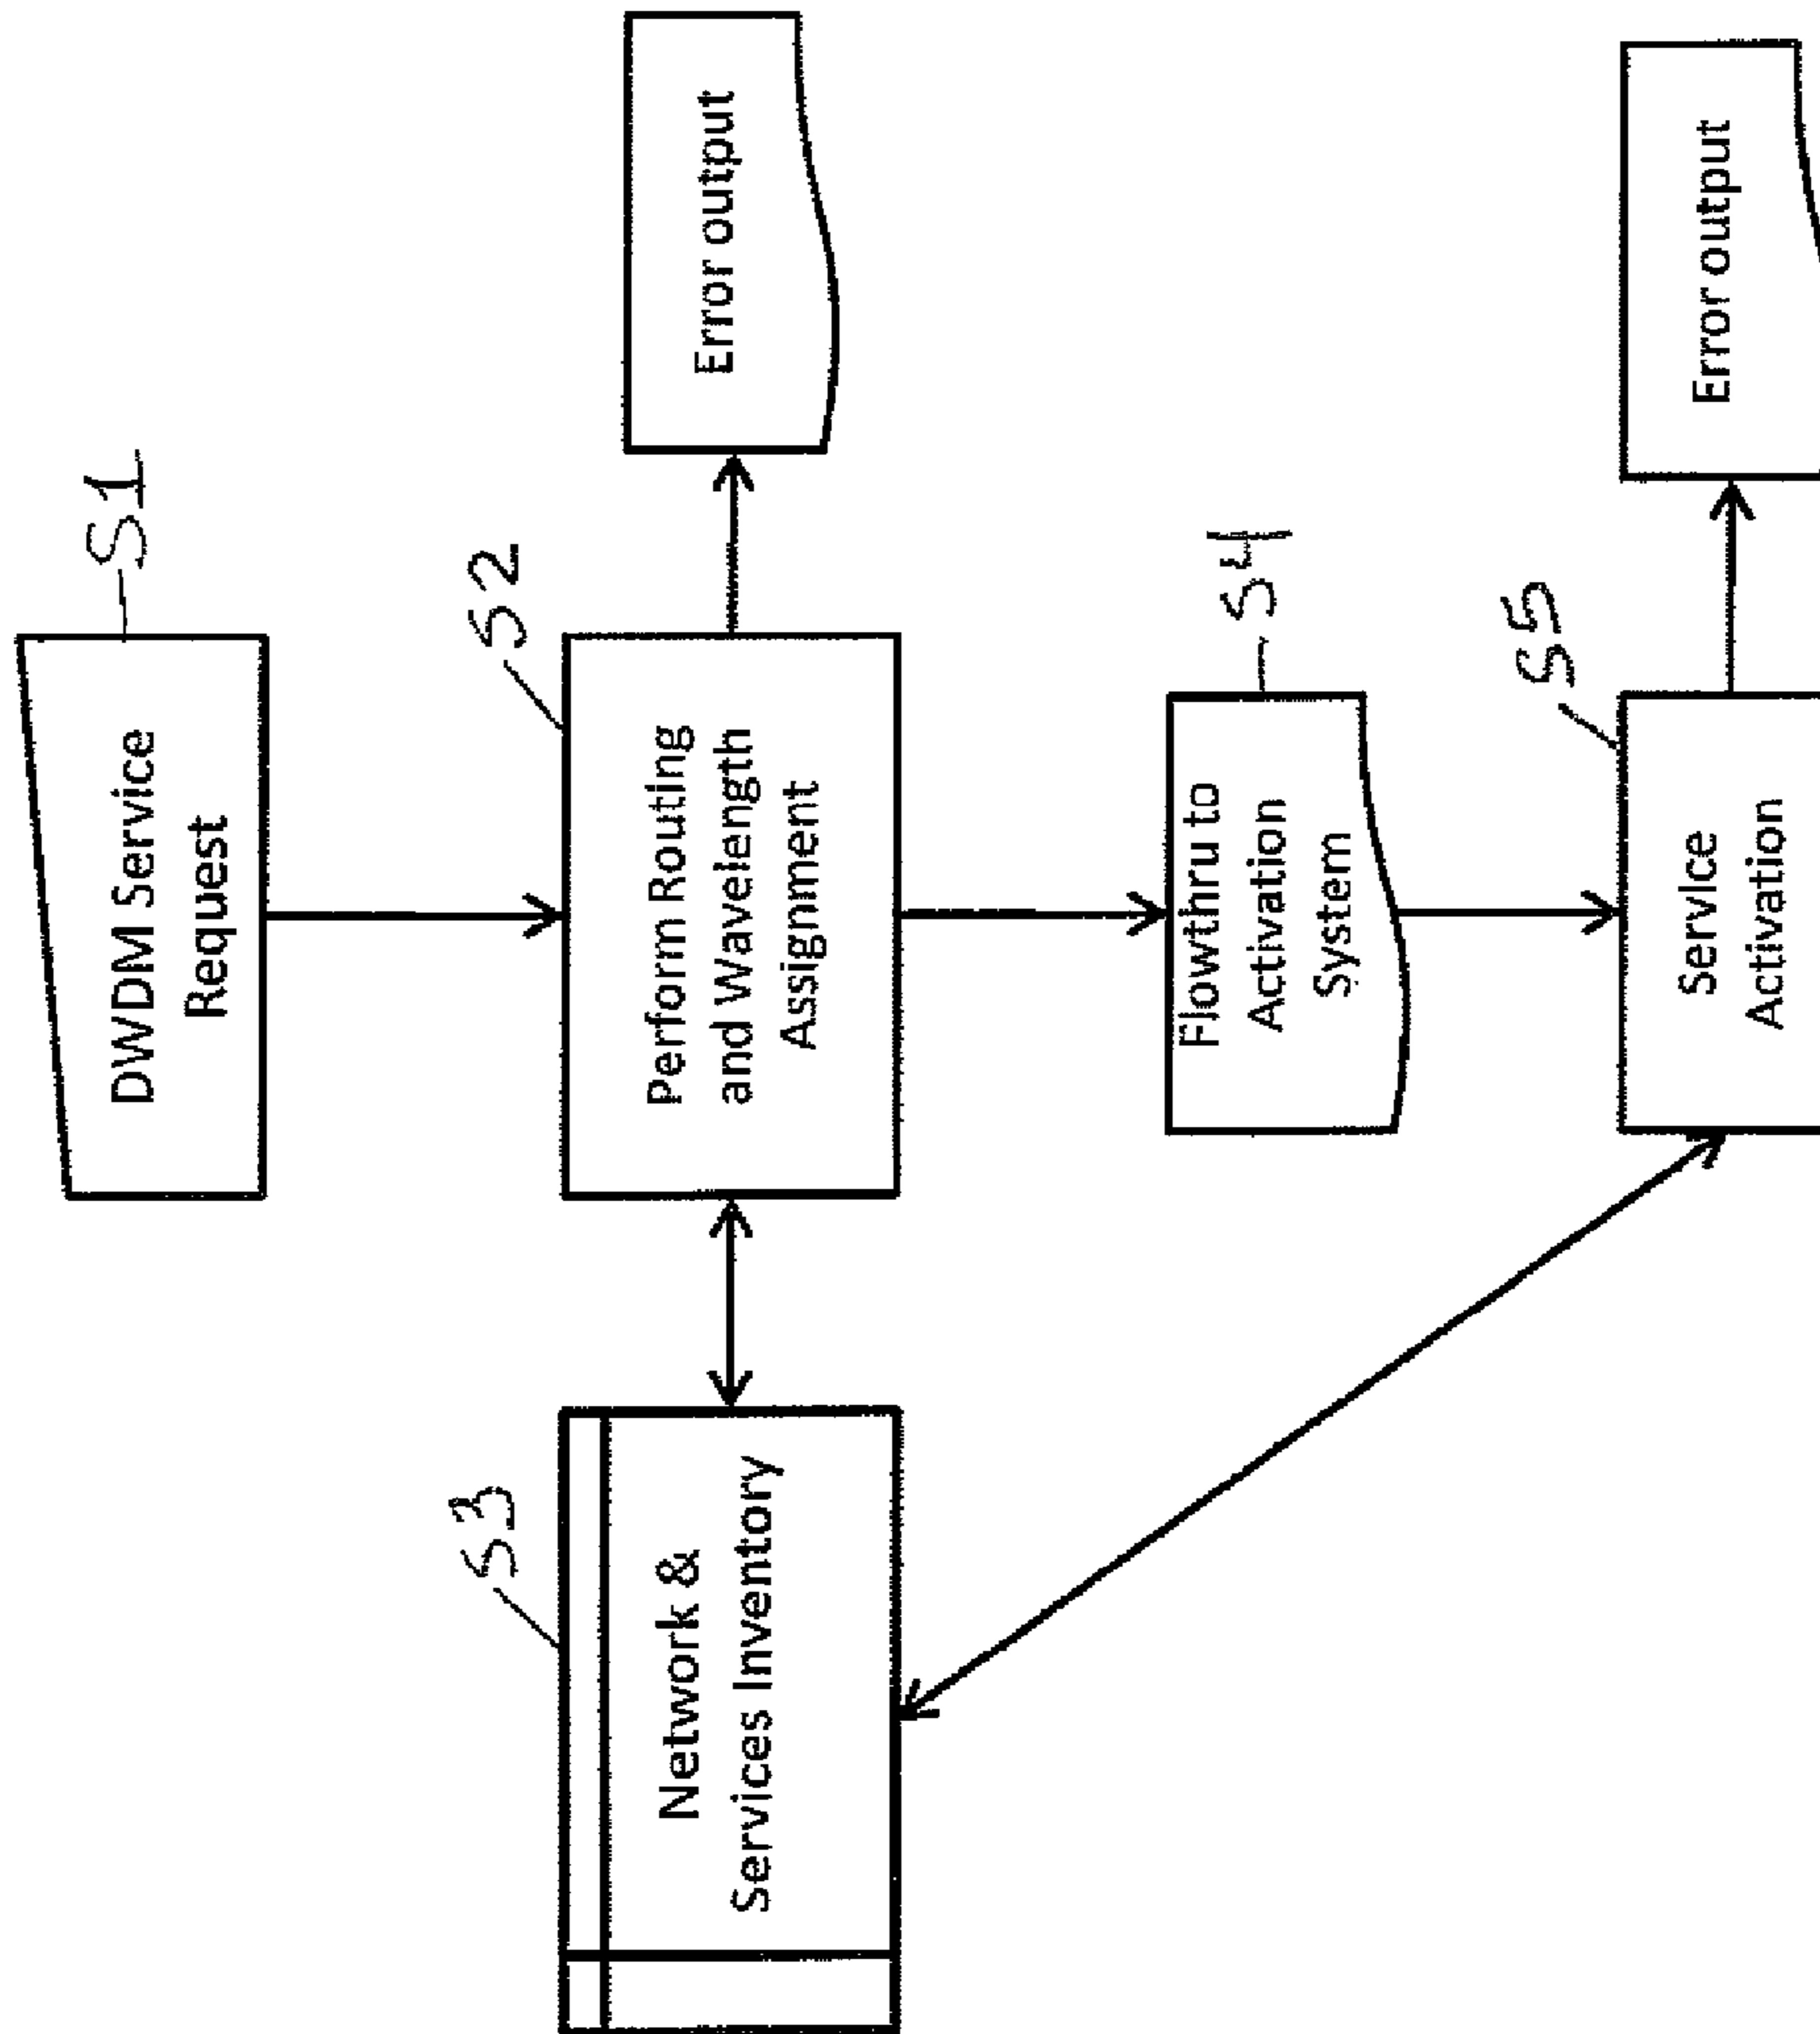 DWDM Service
Request
S1
S2
Perform Routing
and Wavelength
Assignment
Error output
S3
Network &
Services Inventory
S4
Flowthru to
Activation
System
S5
Service
Activation
Error output